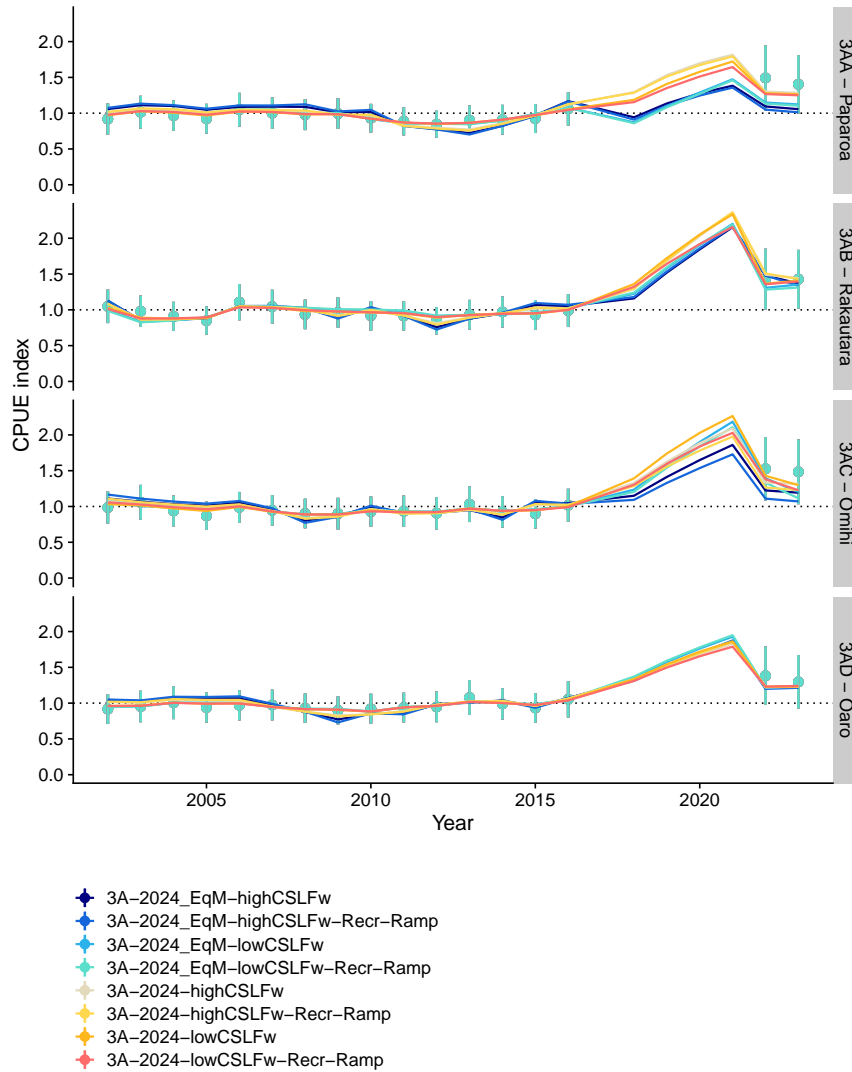 CPUE index
2.0
1.5
1.0
0.5
0.0
3AA – Paparoa
2.0
1.5
1.0
0.5
0.0
3AB – Rakautara
2.0
1.5
1.0
0.5
0.0
3AC – Omihi
2.0
1.5
1.0
0.5
0.0
3AD – Oaro
2005 2010 2015 2020
Year
3A−2024_EqM−highCSLFw
3A−2024_EqM−highCSLFw−Recr−Ramp
3A−2024_EqM−lowCSLFw
3A−2024_EqM−lowCSLFw−Recr−Ramp
3A−2024−highCSLFw
3A−2024−highCSLFw−Recr−Ramp
3A−2024−lowCSLFw
3A−2024−lowCSLFw−Recr−Ramp